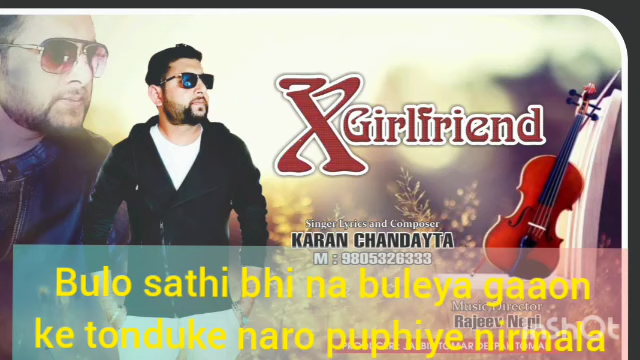 X Girlfriend
Singer Lyrics and Composer
KARAN CHANDAYTA
M : 9805326333
Bulo sathi bhi na buleya gaaon
Music Director
Rajeev Negi
ke tonduke naro puphiye nirmala